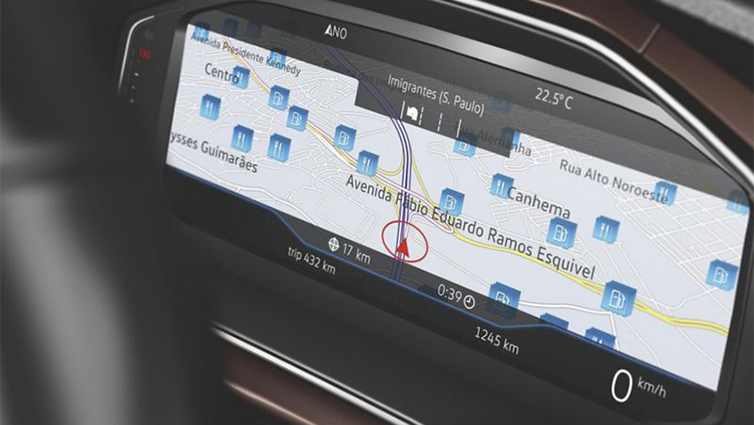 NO
Avenida Presidente Kennedy
Centro
Imigrantes (S. Paulo)
22.5°C
Alemanha
Rua Alto Noroeste
ysses Guimarães
Canhema
Avenida Fábio Eduardo Ramos Esquivel
17 km
trip 432 km
0:39
1245 km
0 km/h